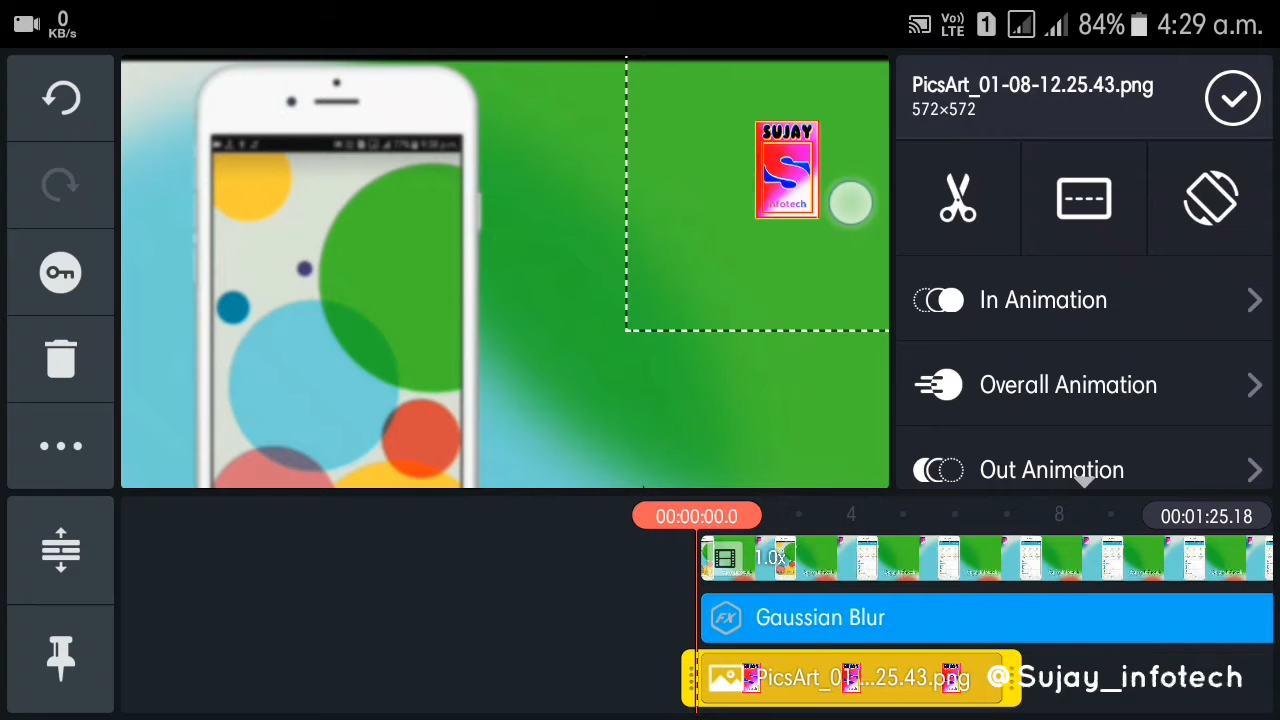 0
KB/s
Vo))
LTE
1
84%
4:29 a.m.
PicsArt_01-08-12.25.43.png
572×572
SUJAY
S
infotech
In Animation
Overall Animation
Out Animation
00:00:00.0
4
8
00:01:25.18
1.0x
FX
Gaussian Blur
PicsArt_01...25.43.png
@Sujay_infotech